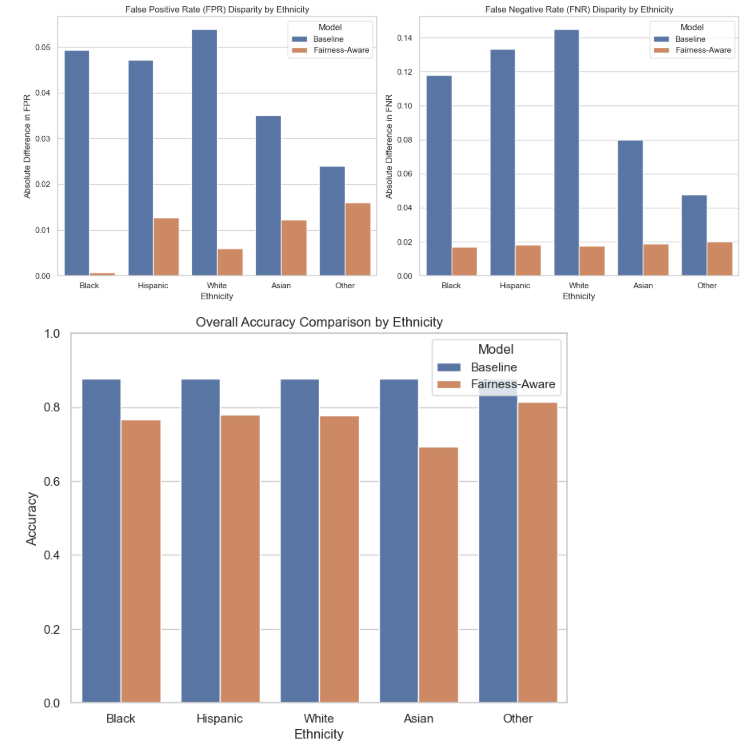 False Positive Rate (FPR) Disparity by Ethnicity
Model
Baseline
Fairness-Aware
Absolute Difference in FPR
0.05
0.04
0.03
0.02
0.01
0.00
Black Hispanic White Asian Other
Ethnicity
False Negative Rate (FNR) Disparity by Ethnicity
Model
Baseline
Fairness-Aware
Absolute Difference in FNR
0.14
0.12
0.10
0.08
0.06
0.04
0.02
0.00
Black Hispanic White Asian Other
Ethnicity
Overall Accuracy Comparison by Ethnicity
Model
Baseline
Fairness-Aware
Accuracy
1.0
0.8
0.6
0.4
0.2
0.0
Black Hispanic White Asian Other
Ethnicity